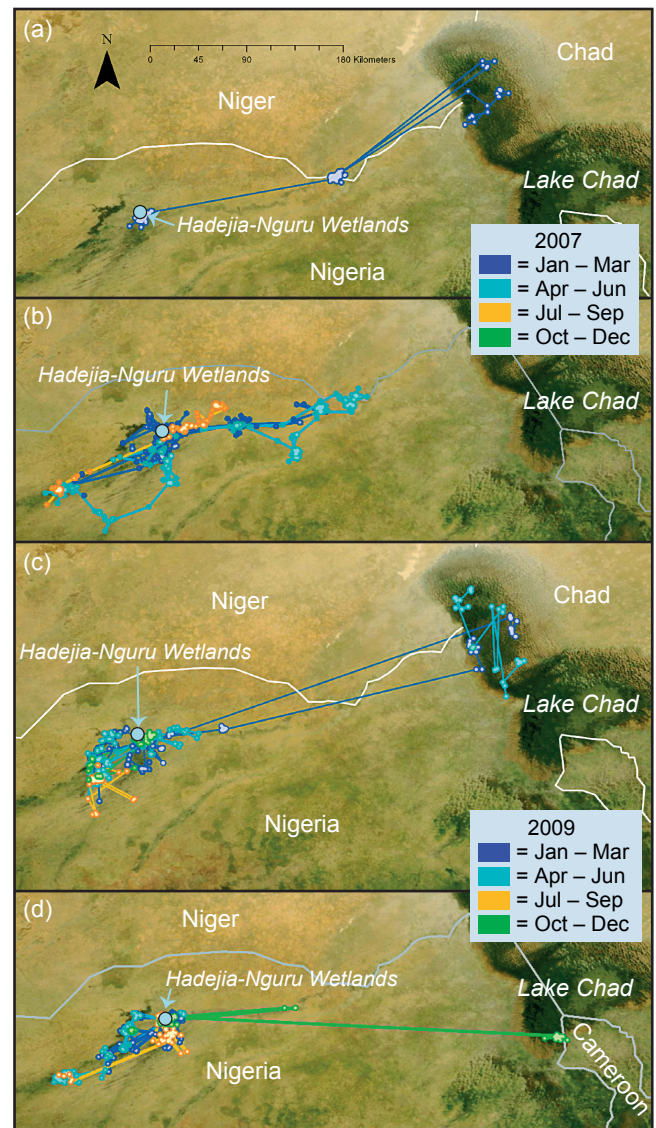 (a)
N
0 45 90 180 Kilometers
Chad
Niger
Lake Chad
Hadejia-Nguru Wetlands
Nigeria
2007
= Jan – Mar
= Apr – Jun
= Jul – Sep
= Oct – Dec
(b)
Hadejia-Nguru Wetlands
Lake Chad
(c)
Niger
Chad
Hadejia-Nguru Wetlands
Lake Chad
Nigeria
2009
= Jan – Mar
= Apr – Jun
= Jul – Sep
= Oct – Dec
(d)
Niger
Hadejia-Nguru Wetlands
Lake Chad
Nigeria
Cameroon